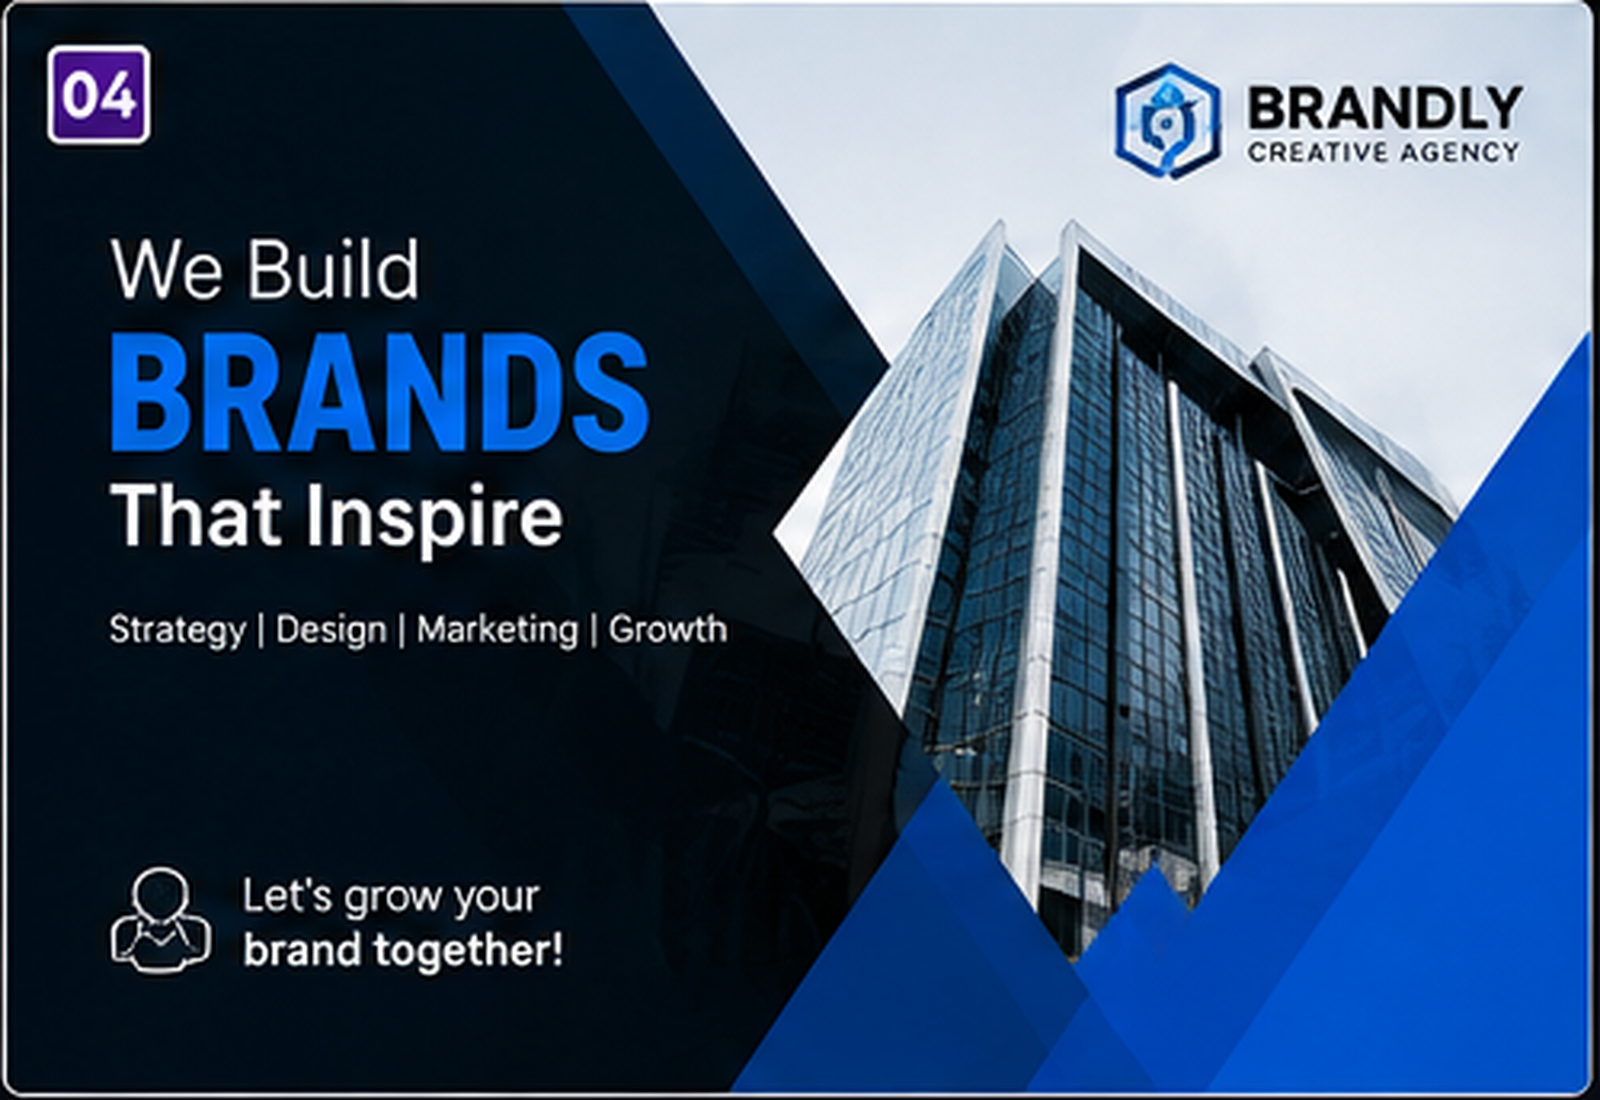 04
BRANDLY
CREATIVE AGENCY
We Build
BRANDS
That Inspire
Strategy | Design | Marketing | Growth
Let's grow your
brand together!